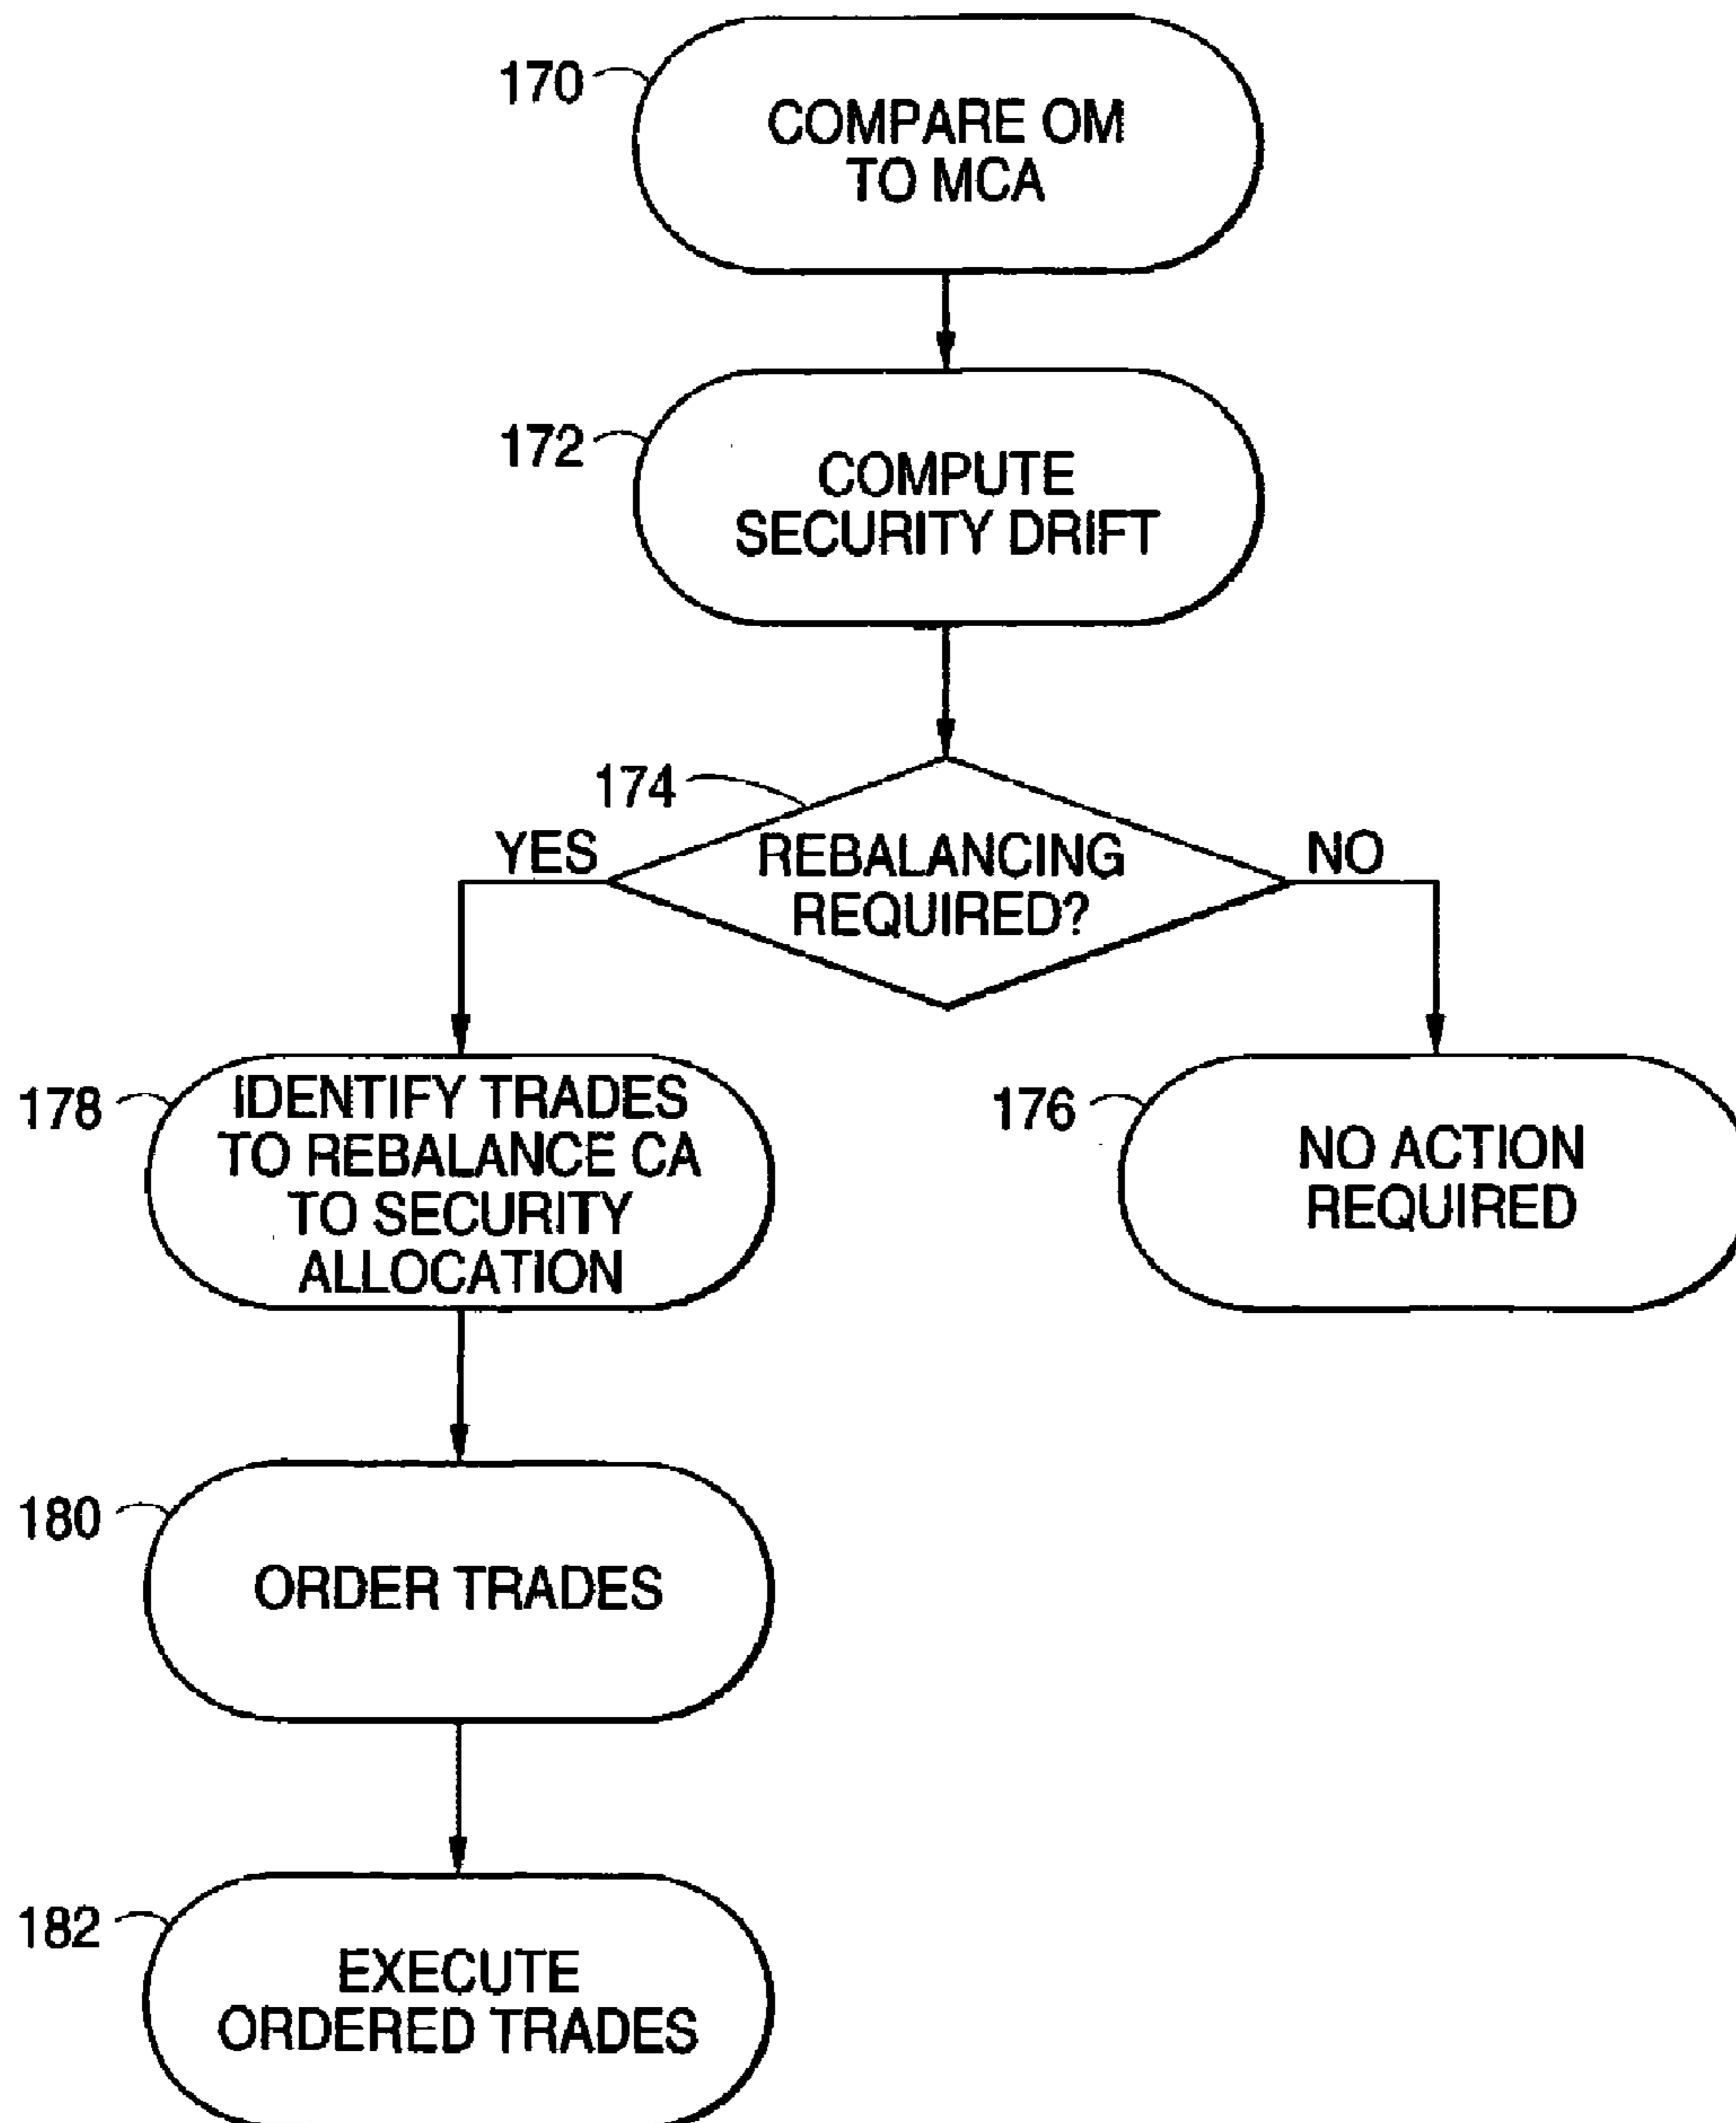 170
COMPARE OM
TO MCA
172
COMPUTE
SECURITY DRIFT
174
YES
REBALANCING
REQUIRED?
NO
178
IDENTIFY TRADES
TO REBALANCE CA
TO SECURITY
ALLOCATION
176
NO ACTION
REQUIRED
180
ORDER TRADES
182
EXECUTE
ORDERED TRADES